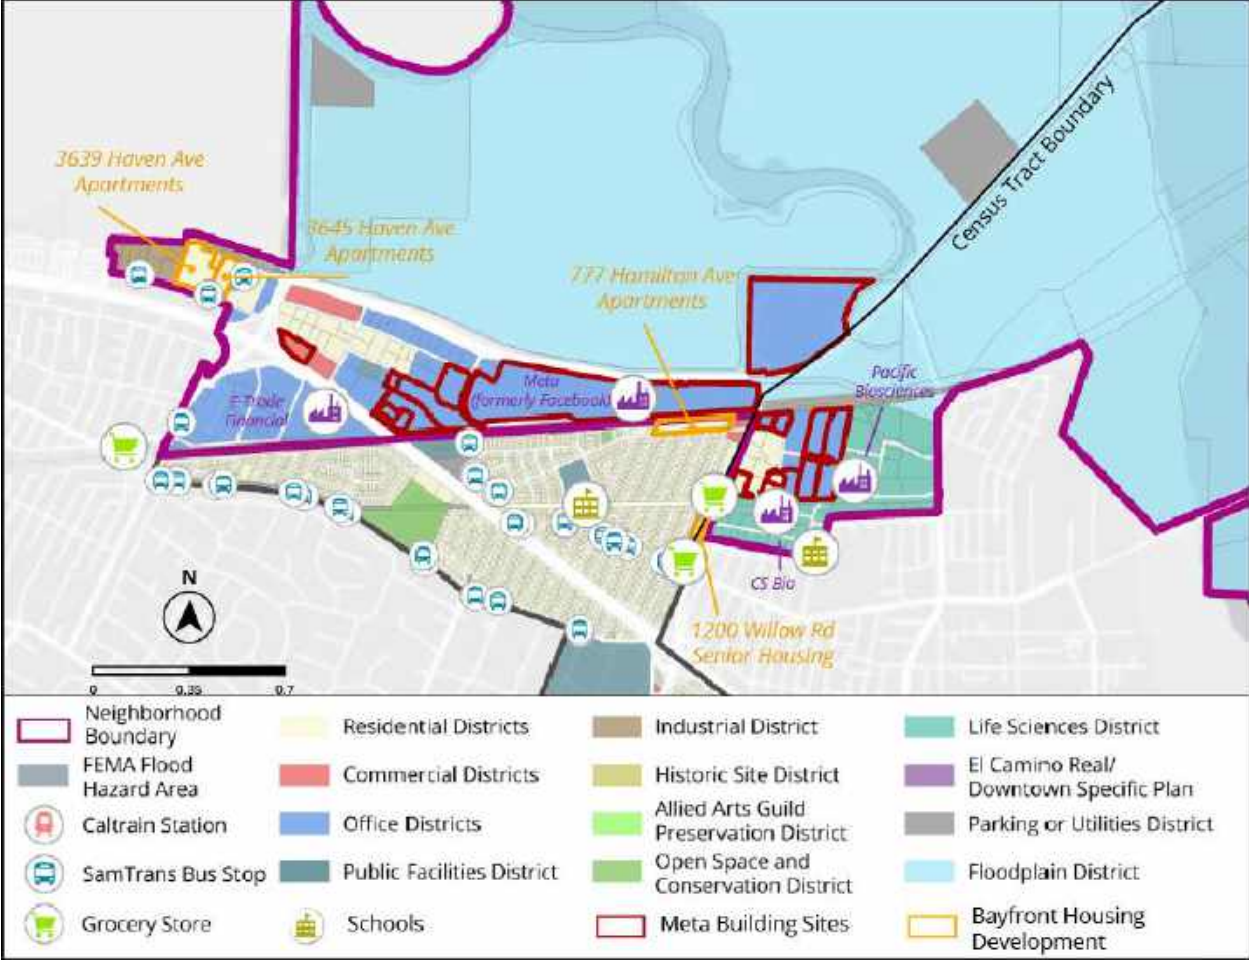 3639 Haven Ave
Apartments
3645 Haven Ave
Apartments
777 Hamilton Ave
Apartments
Census Tract Boundary
Pacific
Biosciences
Meta
(formerly Facebook)
E-Trade
Financial
CS Bio
1200 Willow Rd
Senior Housing
N
0 0.35 0.7
Neighborhood
Boundary
FEMA Flood
Hazard Area
Caltrain Station
SamTrans Bus Stop
Grocery Store
Residential Districts
Commercial Districts
Office Districts
Public Facilities District
Schools
Industrial District
Historic Site District
Allied Arts Guild
Preservation District
Open Space and
Conservation District
Meta Building Sites
Life Sciences District
El Camino Real/
Downtown Specific Plan
Parking or Utilities District
Floodplain District
Bayfront Housing
Development